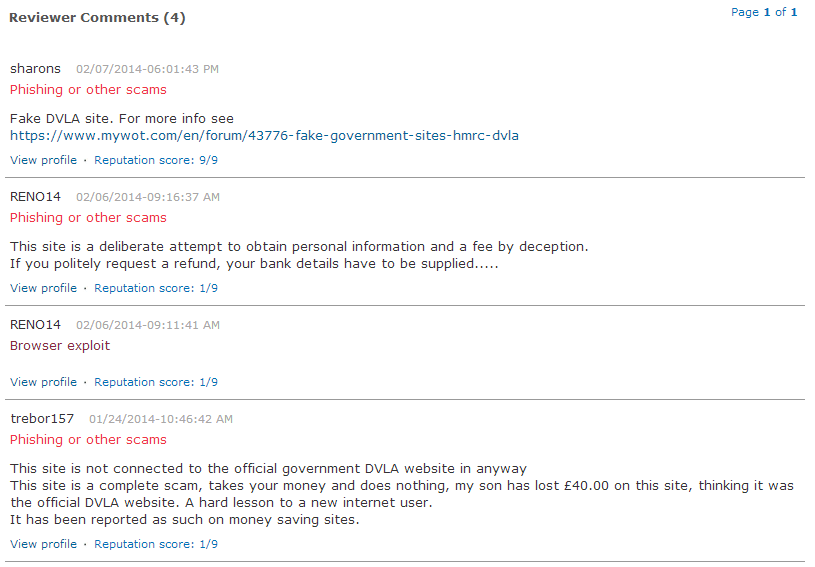 Reviewer Comments (4)
Page 1 of 1
sharons 02/07/2014-06:01:43 PM
Phishing or other scams
Fake DVLA site. For more info see
https://www.mywot.com/en/forum/43776-fake-government-sites-hmrc-dvla
View profile · Reputation score: 9/9
RENO14 02/06/2014-09:16:37 AM
Phishing or other scams
This site is a deliberate attempt to obtain personal information and a fee by deception.
If you politely request a refund, your bank details have to be supplied.....
View profile · Reputation score: 1/9
RENO14 02/06/2014-09:11:41 AM
Browser exploit
View profile · Reputation score: 1/9
trebor157 01/24/2014-10:46:42 AM
Phishing or other scams
This site is not connected to the official government DVLA website in anyway
This site is a complete scam, takes your money and does nothing, my son has lost £40.00 on this site, thinking it was
the official DVLA website. A hard lesson to a new internet user.
It has been reported as such on money saving sites.
View profile · Reputation score: 1/9